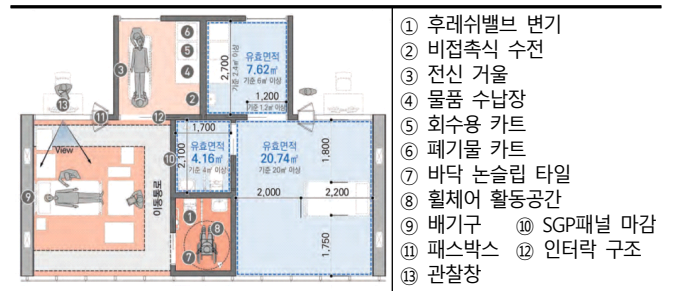 ⑥
⑤
④
③
②
2,700
기준 2.4m 이상
유효면적
7.62㎡
기준 6㎡ 이상
1,200
기준 1.2m 이상
⑬
⑪
⑫
View
1,700
유효면적
4.16㎡
기준 4㎡ 이상
2,100
⑩
유효면적
20.74㎡
기준 20㎡ 이상
1,800
⑨
이동통로
2,000
2,200
①
⑧
⑦
1,750
① 후레쉬밸브 변기
② 비접촉식 수전
③ 전신 거울
④ 물품 수납장
⑤ 회수용 카트
⑥ 폐기물 카트
⑦ 바닥 논슬립 타일
⑧ 휠체어 활동공간
⑨ 배기구 ⑩ SGP패널 마감
⑪ 패스박스 ⑫ 인터락 구조
⑬ 관찰창